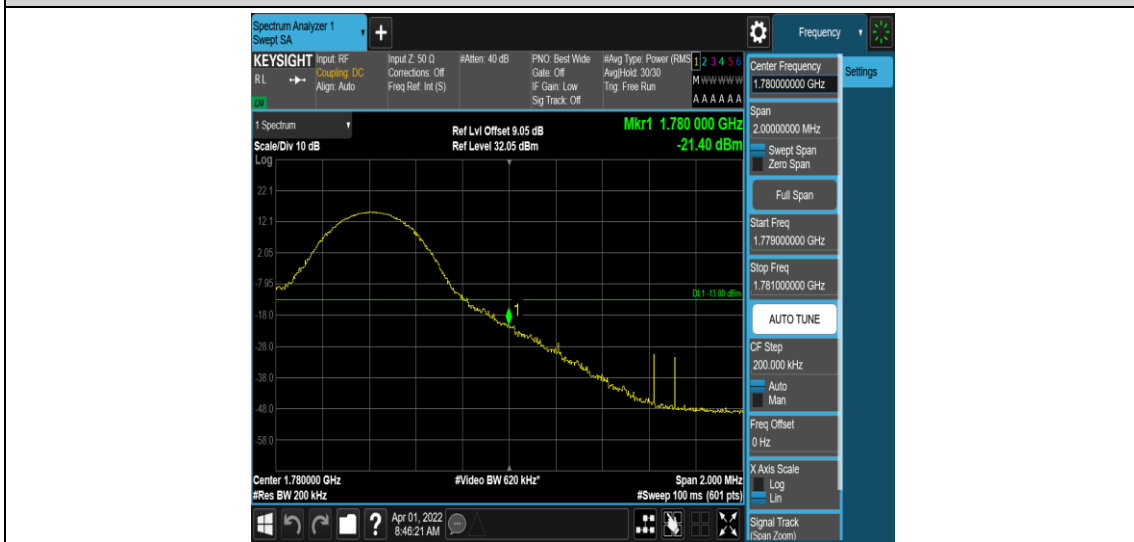 Spectrum Analyzer 1
Swept SA
+
Frequency
KEYSIGHT
RL
Input: RF
Coupling: DC
Align: Auto
Input Z: 50 Ω
Corrections: Off
Freq Ref: Int (S)
#Atten: 40 dB
PNO: Best Wide
Gate: Off
IF Gain: Low
Sig Track: Off
#Avg Type: Power (RMS
Avg|Hold: 30/30
Trig: Free Run
1 2 3 4 5 6
M W W W W W
A A A A A A
1 Spectrum
Scale/Div 10 dB
Ref Lvl Offset 9.05 dB
Ref Level 32.05 dBm
Mkr1 1.780 000 GHz
-21.40 dBm
Log
22.1
12.1
2.05
-7.95
-18.0
-28.0
-38.0
-48.0
-58.0
DL1 -13.00 dBm
1
Center 1.780000 GHz
#Res BW 200 kHz
#Video BW 620 kHz*
Span 2.000 MHz
#Sweep 100 ms (601 pts)
?
Apr 01, 2022
8:46:21 AM
Center Frequency
1.780000000 GHz
Settings
Span
2.00000000 MHz
Swept Span
Zero Span
Full Span
Start Freq
1.779000000 GHz
Stop Freq
1.781000000 GHz
AUTO TUNE
CF Step
200.000 kHz
Auto
Man
Freq Offset
0 Hz
X Axis Scale
Log
Lin
Signal Track
(Span Zoom)